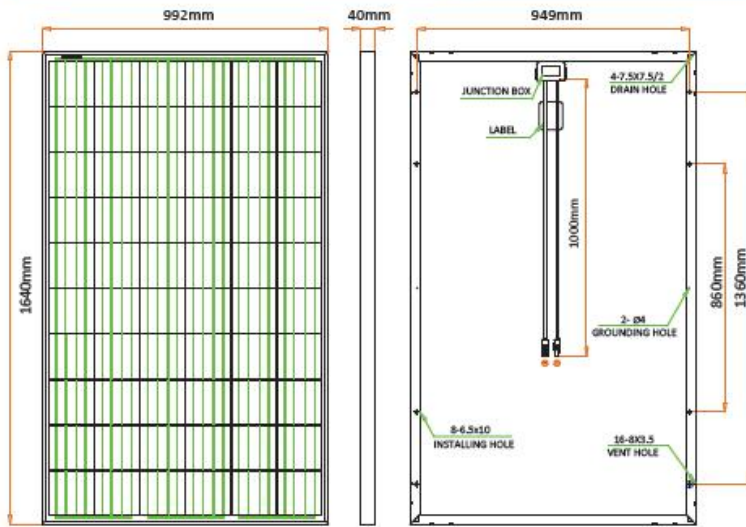 992mm
40mm
949mm
1640mm
JUNCTION BOX
LABEL
4-7.5X7.5/2
DRAIN HOLE
1000mm
860mm
1360mm
2- Ø4
GROUNDING HOLE
8-6.5x10
INSTALLING HOLE
16-8X3.5
VENT HOLE